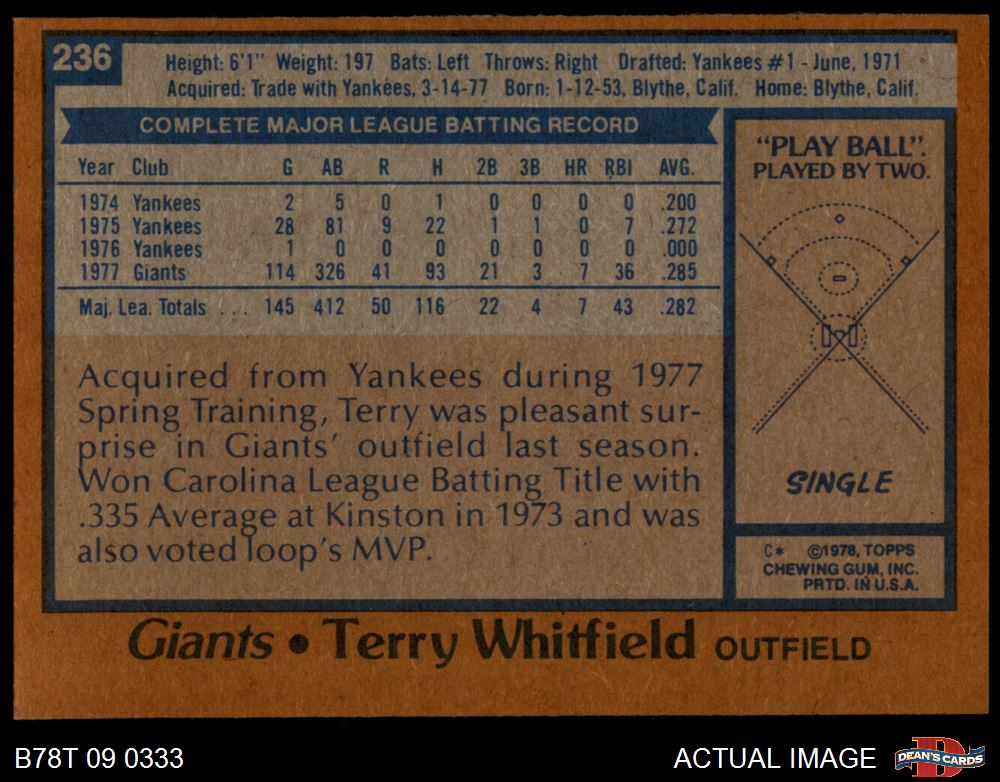 236
Height: 6'1" Weight: 197 Bats: Left Throws: Right Drafted: Yankees #1 - June, 1971
Acquired: Trade with Yankees, 3-14-77 Born: 1-12-53, Blythe, Calif. Home: Blythe, Calif.
COMPLETE MAJOR LEAGUE BATTING RECORD
Year Club G AB R H 2B 3B HR RBI AVG.
1974 Yankees 2 5 0 1 0 0 0 0 .200
1975 Yankees 28 81 9 22 1 1 0 7 .272
1976 Yankees 1 0 0 0 0 0 0 0 .000
1977 Giants 114 326 41 93 21 3 7 36 .285
Maj. Lea. Totals ... 145 412 50 116 22 4 7 43 .282
Acquired from Yankees during 1977
Spring Training, Terry was pleasant sur-
prise in Giants' outfield last season.
Won Carolina League Batting Title with
.335 Average at Kinston in 1973 and was
also voted loop's MVP.
"PLAY BALL".
PLAYED BY TWO.
SINGLE
C* ©1978, TOPPS
CHEWING GUM, INC.
PRTD. IN U.S.A.
Giants • Terry Whitfield OUTFIELD
B78T 09 0333
ACTUAL IMAGE
D
DEAN'S CARDS